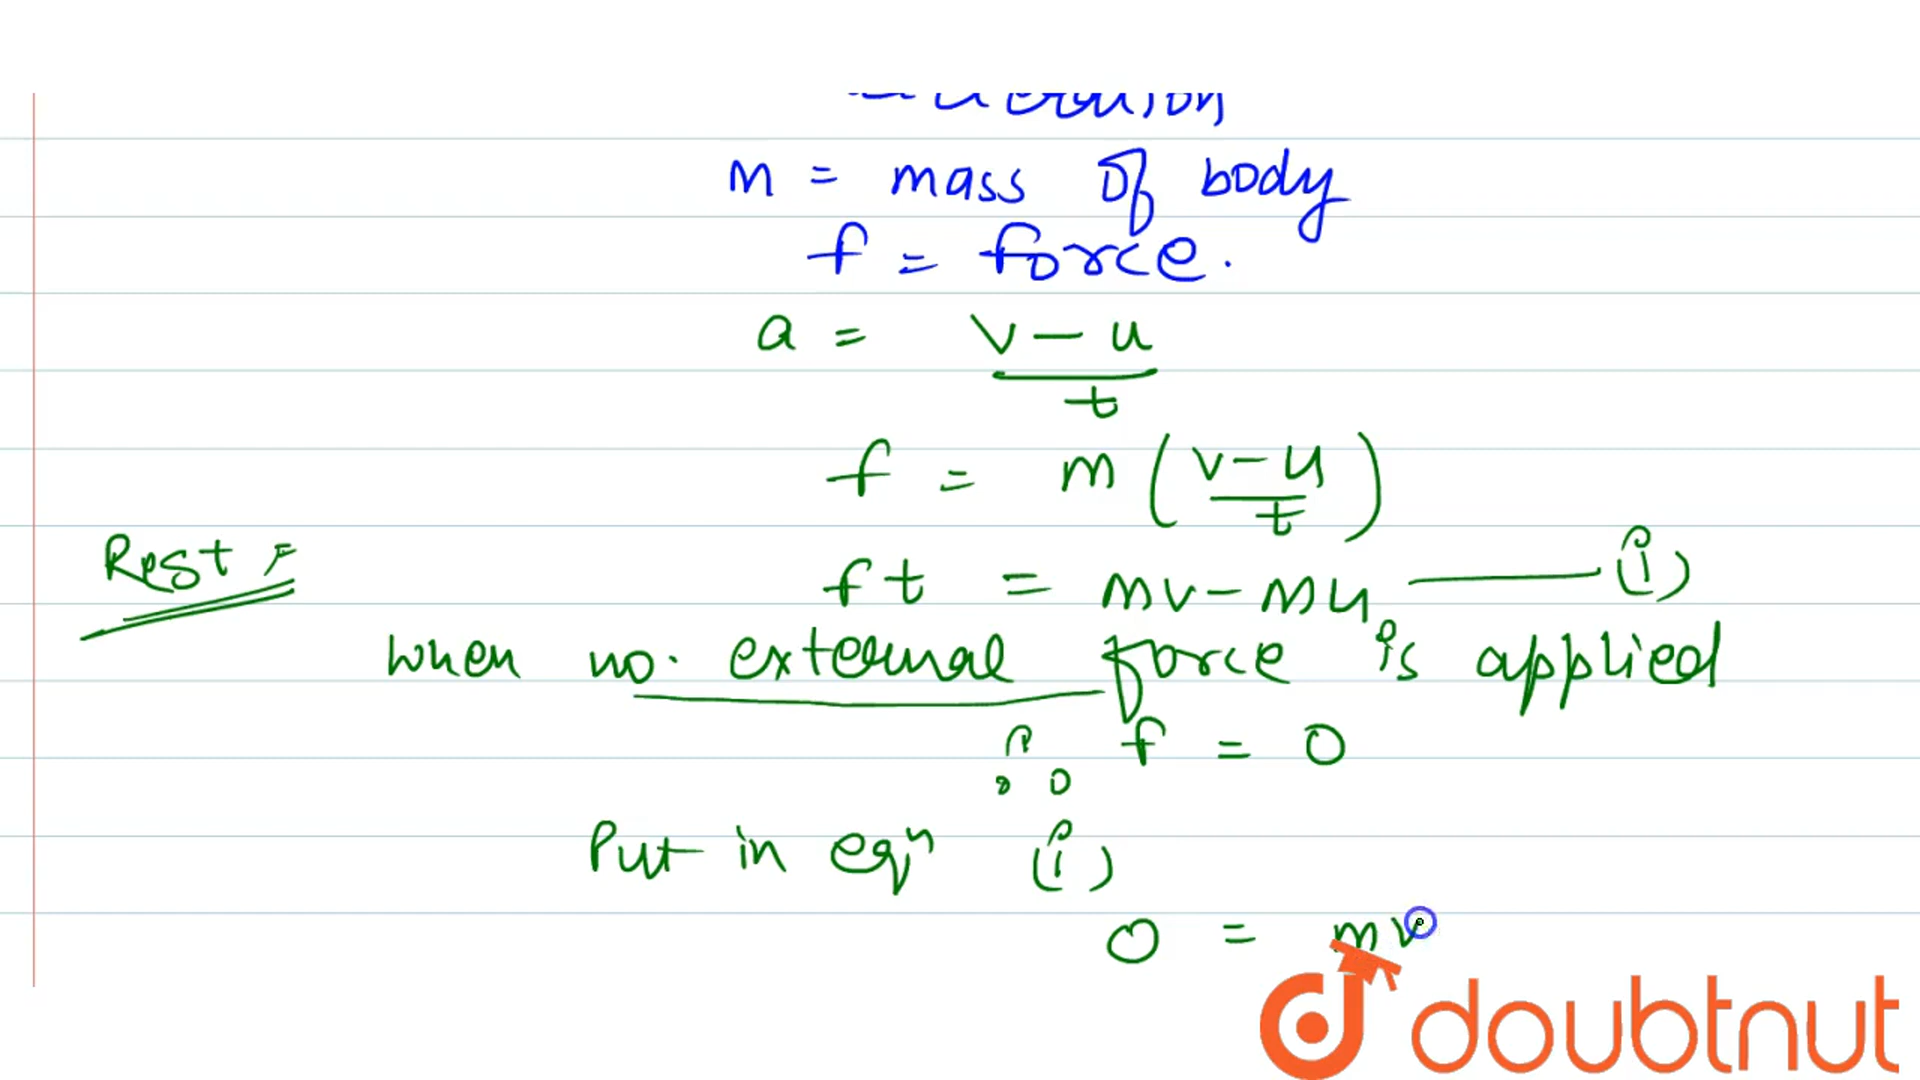 m = mass of body
f = force.
a = v - u
t
f = m ( v - u / t )
Rest :
ft = mv - mu ——— (i)
when no. external force is applied
f = 0
Put in eqn (i)
0 = mv
doubtnut